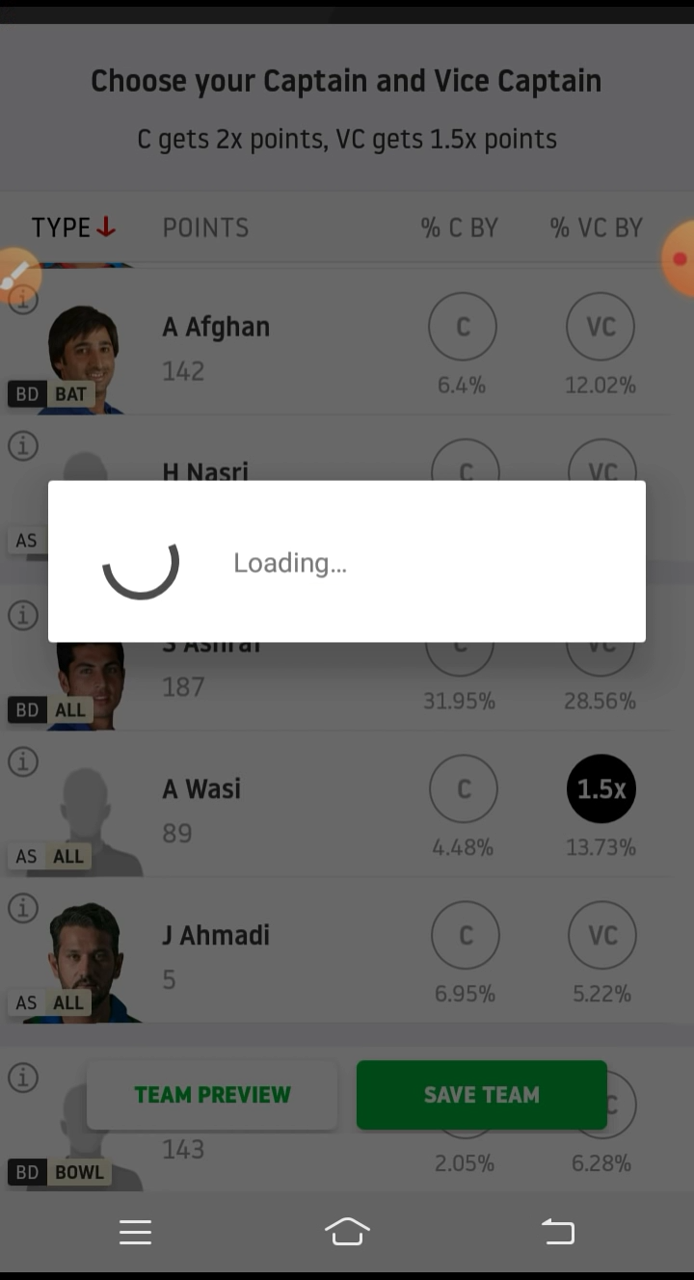 Choose your Captain and Vice Captain
C gets 2x points, VC gets 1.5x points
TYPE POINTS % C BY % VC BY
A Afghan C VC
142 6.4% 12.02%
BD BAT
H Nasri C VC
AS
Loading...
S Ashraf C VC
187 31.95% 28.56%
BD ALL
A Wasi C 1.5x
89 4.48% 13.73%
AS ALL
J Ahmadi C VC
5 6.95% 5.22%
AS ALL
TEAM PREVIEW SAVE TEAM
143 2.05% 6.28%
BD BOWL